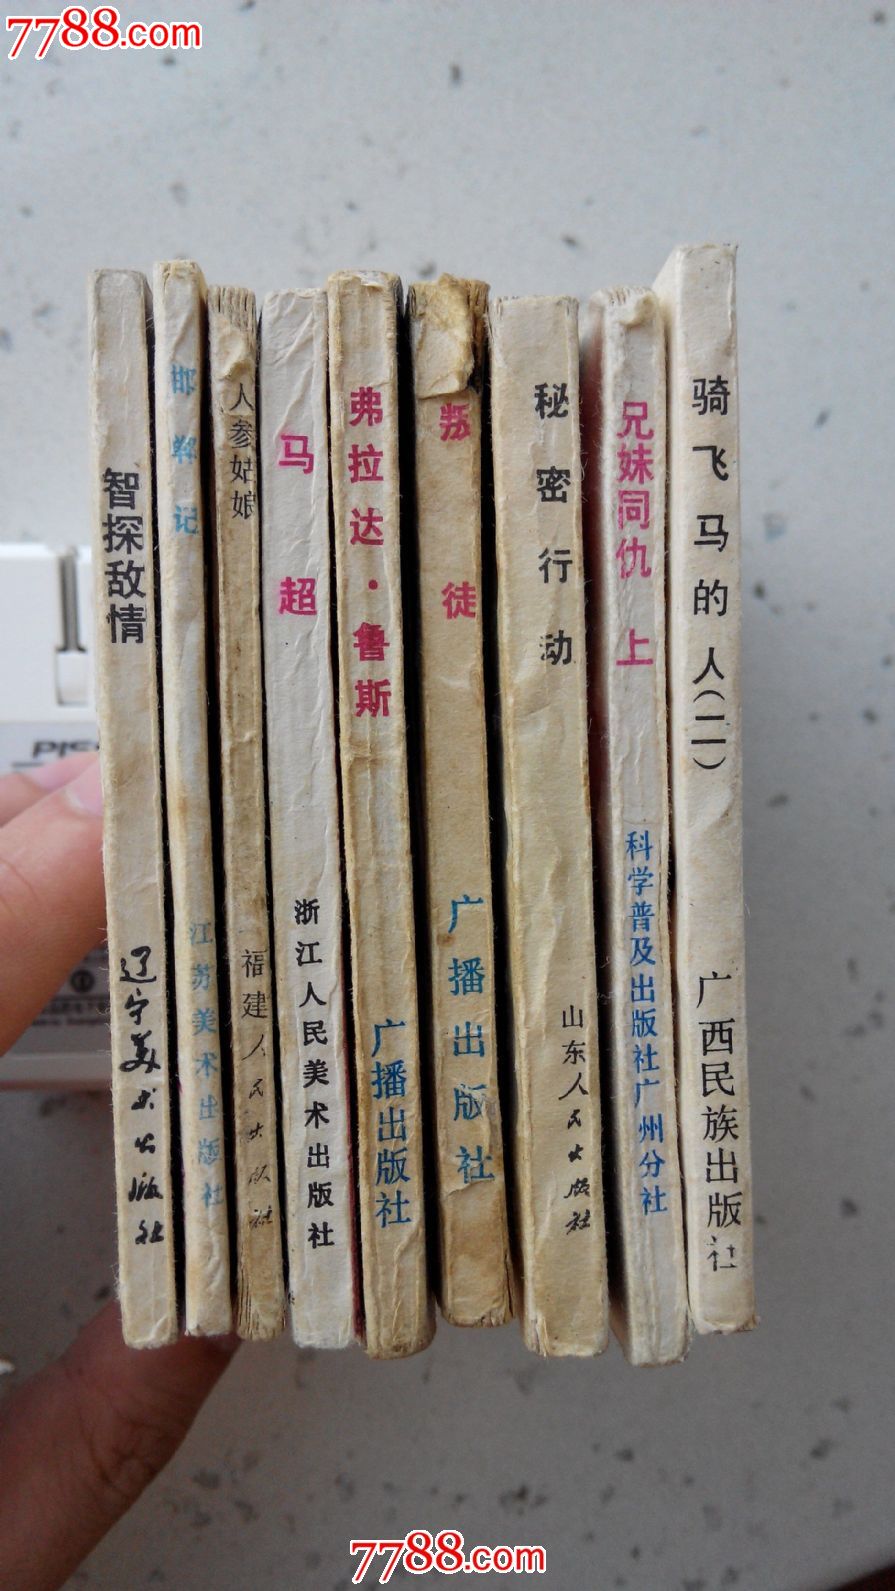 7788.com
智探敌情
辽宁美术出版社
邯郸记
江苏美术出版社
人参姑娘
福建人民出版社
马超
浙江人民美术出版社
弗拉达·鲁斯
广播出版社
叛徒
广播出版社
秘密行动
山东人民出版社
兄妹同仇 上
科学普及出版社广州分社
骑飞马的人(二)
广西民族出版社
7788.com